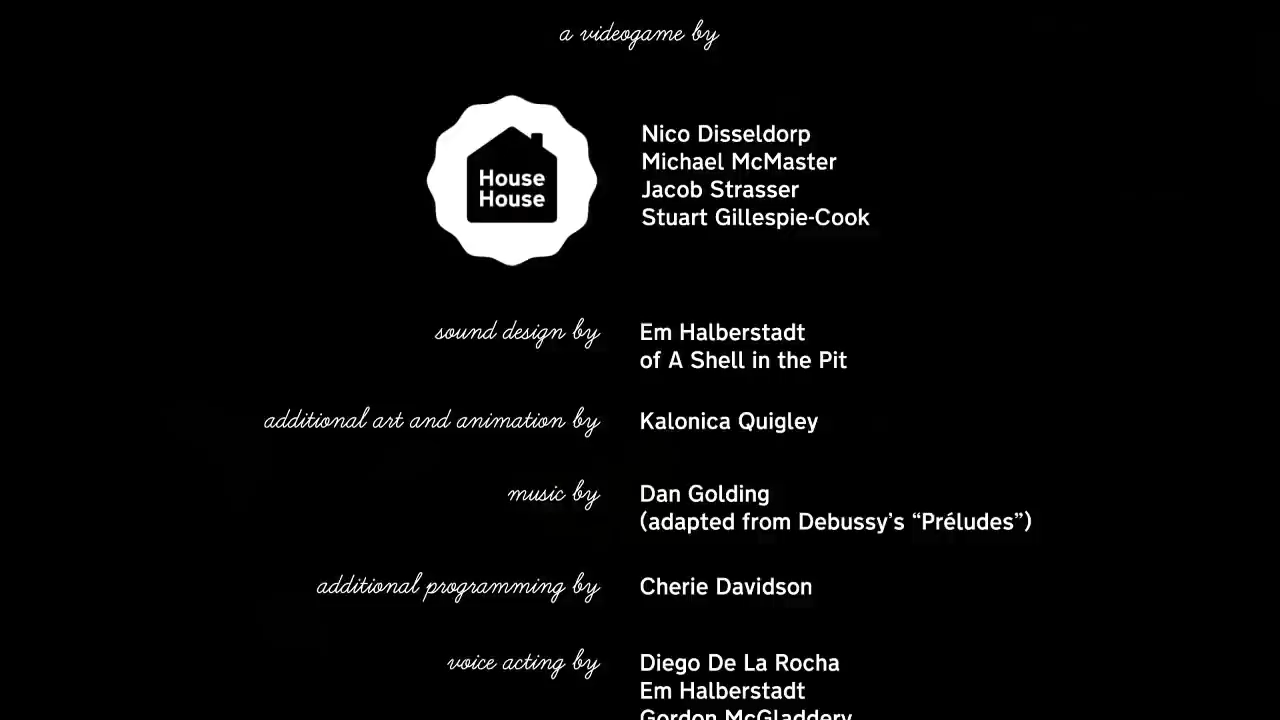 a videogame by
House
House
Nico Disseldorp
Michael McMaster
Jacob Strasser
Stuart Gillespie-Cook
sound design by
Em Halberstadt
of A Shell in the Pit
additional art and animation by
Kalonica Quigley
music by
Dan Golding
(adapted from Debussy’s “Préludes”)
additional programming by
Cherie Davidson
voice acting by
Diego De La Rocha
Em Halberstadt
Gordon McGladdery